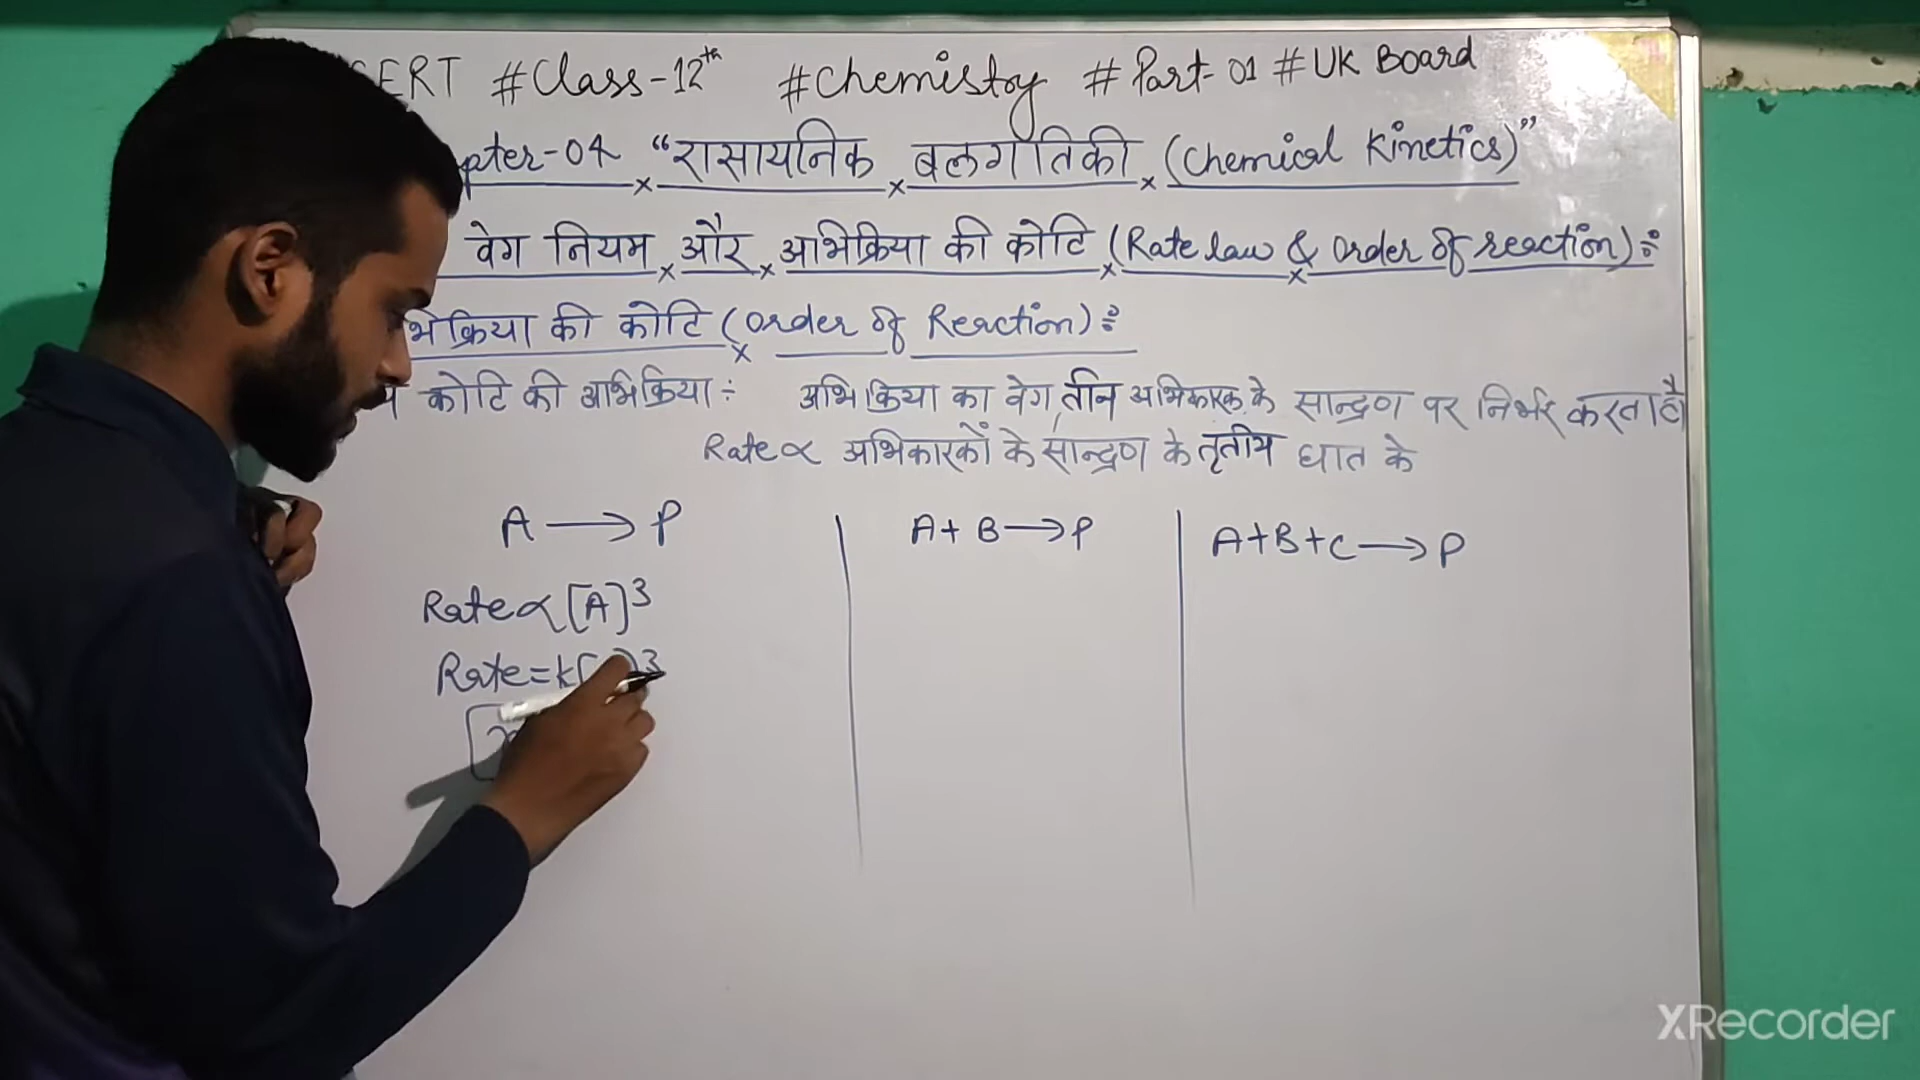 #Class-12th #Chemistry #Part-01 #UK Board
-04 “रासायनिक बलगतिकी (Chemical Kinetics)”
वेग नियम और अभिक्रिया की कोटि (Rate law & Order of reaction):
की कोटि (Order of Reaction):
कोटि की अभिक्रिया÷ अभिक्रिया का वेग तीन अभिकारक के सान्द्रण पर निर्भर करता है
Rate ∝ अभिकारकों के सान्द्रण के तृतीय घात के
A → P
A + B → P
A+B+C → P
Rate ∝ [A]3
Rate = k[
XRecorder